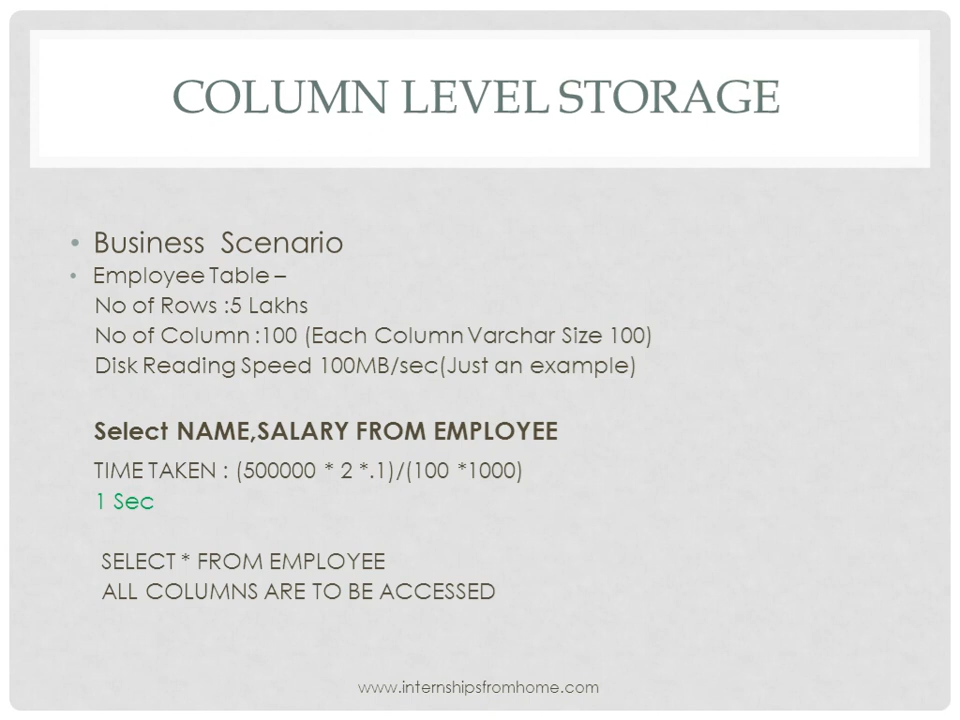 COLUMN LEVEL STORAGE
• Business Scenario
• Employee Table –
No of Rows :5 Lakhs
No of Column :100 (Each Column Varchar Size 100)
Disk Reading Speed 100MB/sec(Just an example)
Select NAME,SALARY FROM EMPLOYEE
TIME TAKEN : (500000 * 2 *.1)/(100 *1000)
1 Sec
SELECT * FROM EMPLOYEE
ALL COLUMNS ARE TO BE ACCESSED
www.internshipsfromhome.com